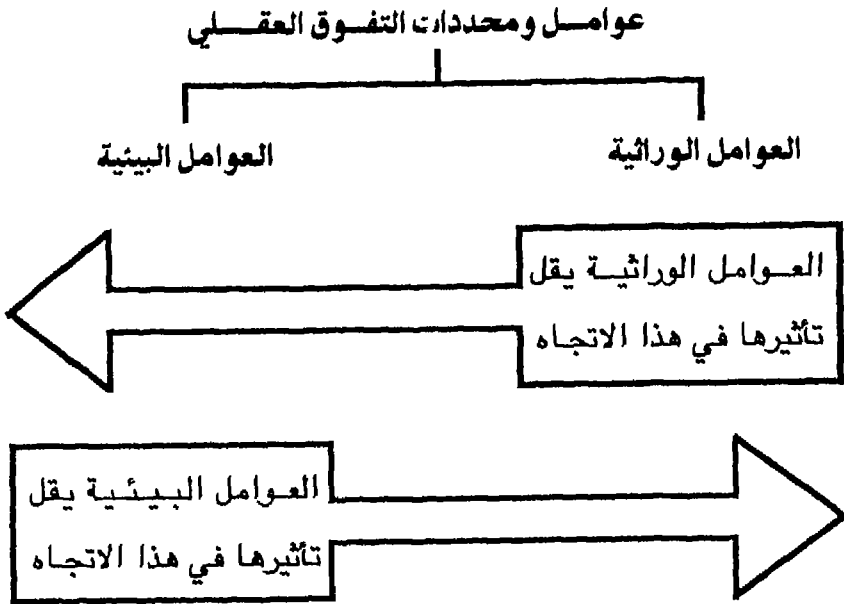 عوامل ومحددات التفوق العقلي
العوامل الوراثية
العوامل البيئية
العوامل الوراثية يقل
تأثيرها في هذا الاتجاه
العوامل البيئية يقل
تأثيرها في هذا الاتجاه